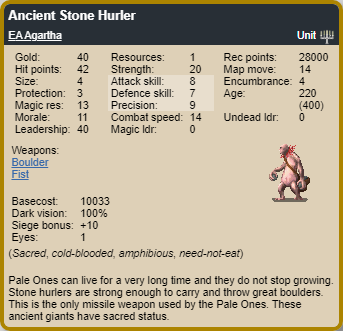 Ancient Stone Hurler
EA Agartha Unit
Gold: 40 Resources: 1 Rec points: 28000
Hit points: 42 Strength: 20 Map move: 14
Size: 4 Attack skill: 8 Encumbrance: 4
Protection: 3 Defence skill: 7 Age: 220
Magic res: 13 Precision: 9 (400)
Morale: 11 Combat speed: 14 Undead ldr: 0
Leadership: 40 Magic ldr: 0
Weapons:
Boulder
Fist
Basecost: 10033
Dark vision: 100%
Siege bonus: +10
Eyes: 1
(Sacred, cold-blooded, amphibious, need-not-eat)
Pale Ones can live for a very long time and they do not stop growing.
Stone hurlers are strong enough to carry and throw great boulders.
This is the only missile weapon used by the Pale Ones. These
ancient giants have sacred status.